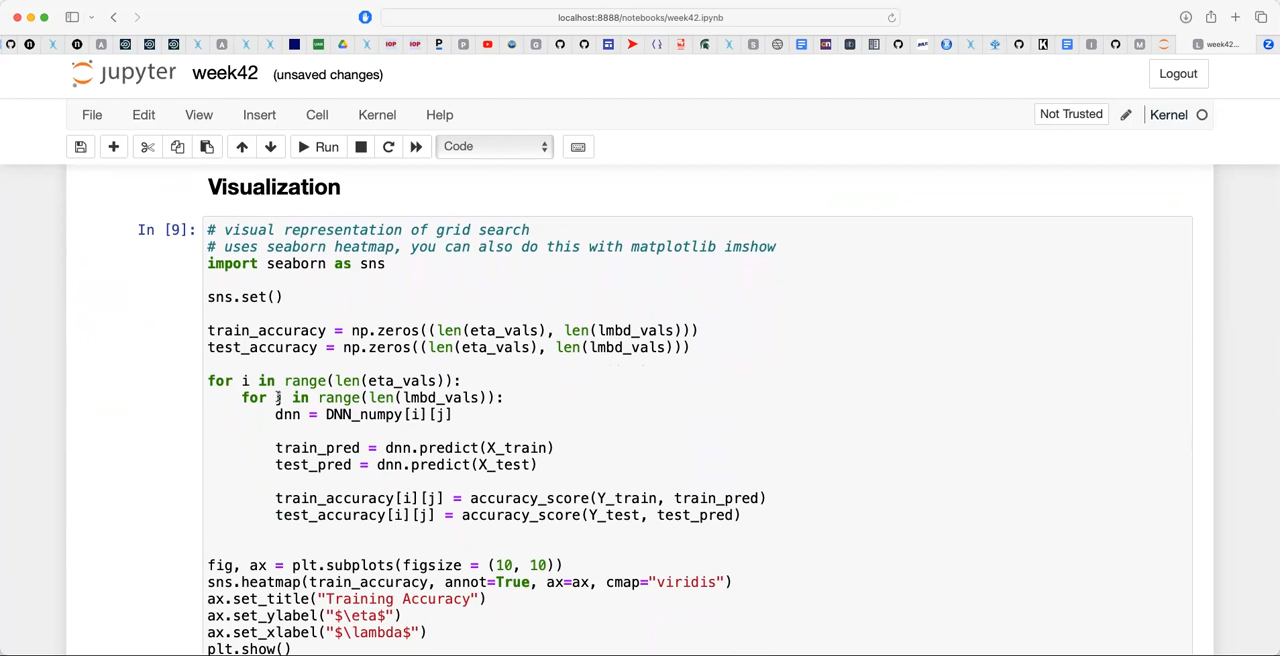 localhost:8888/notebooks/week42.ipynb
week42...
jupyter week42 (unsaved changes)
Logout
File Edit View Insert Cell Kernel Help
Not Trusted
Kernel
Run
Code
Visualization
In [9]:
# visual representation of grid search
# uses seaborn heatmap, you can also do this with matplotlib imshow
import seaborn as sns
sns.set()
train_accuracy = np.zeros((len(eta_vals), len(lmbd_vals)))
test_accuracy = np.zeros((len(eta_vals), len(lmbd_vals)))
for i in range(len(eta_vals)):
for j in range(len(lmbd_vals)):
dnn = DNN_numpy[i][j]
train_pred = dnn.predict(X_train)
test_pred = dnn.predict(X_test)
train_accuracy[i][j] = accuracy_score(Y_train, train_pred)
test_accuracy[i][j] = accuracy_score(Y_test, test_pred)
fig, ax = plt.subplots(figsize = (10, 10))
sns.heatmap(train_accuracy, annot=True, ax=ax, cmap="viridis")
ax.set_title("Training Accuracy")
ax.set_ylabel("$\eta$")
ax.set_xlabel("$\lambda$")
plt.show()